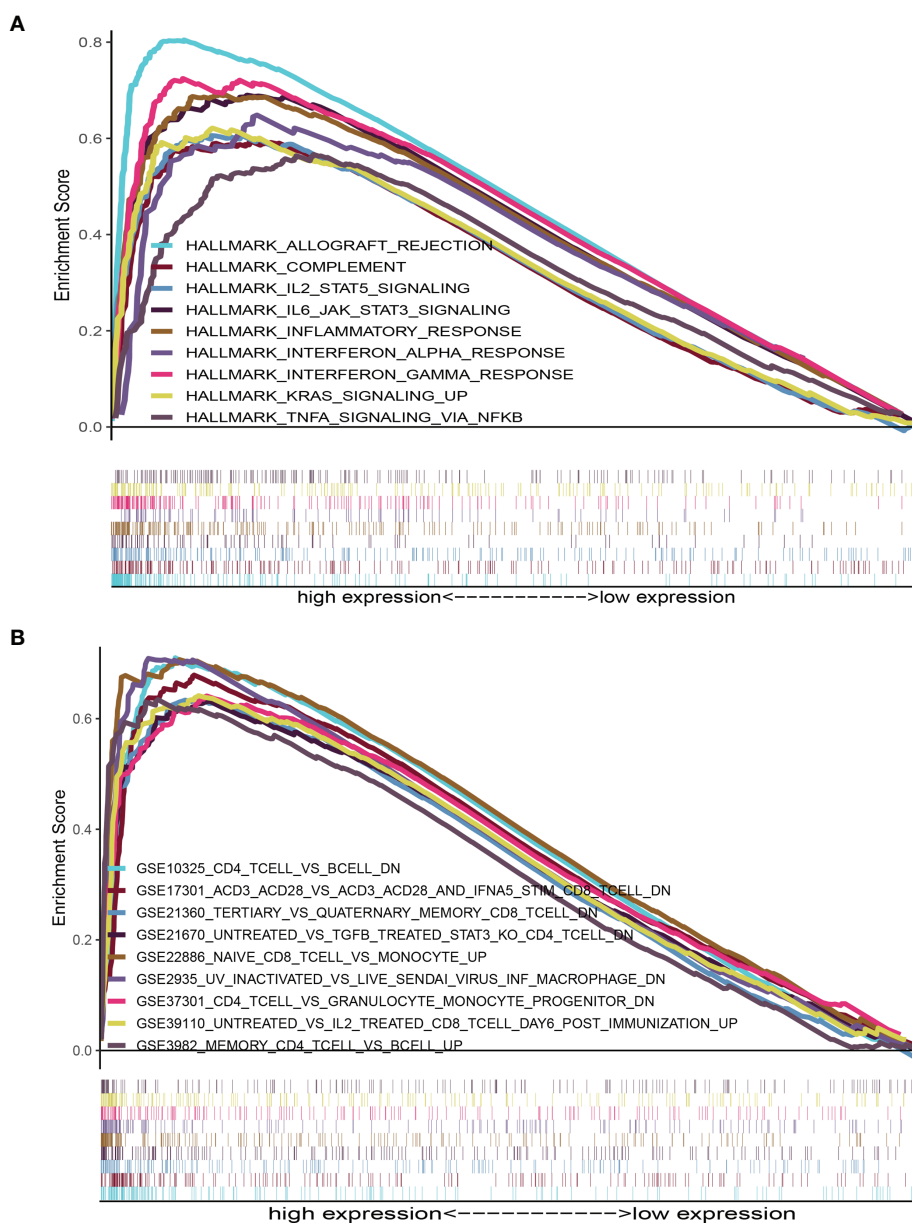 A
0.8
0.6
0.4
0.2
0.0
Enrichment Score
HALLMARK_ALLOGRAFT_REJECTION
HALLMARK_COMPLEMENT
HALLMARK_IL2_STAT5_SIGNALING
HALLMARK_IL6_JAK_STAT3_SIGNALING
HALLMARK_INFLAMMATORY_RESPONSE
HALLMARK_INTERFERON_ALPHA_RESPONSE
HALLMARK_INTERFERON_GAMMA_RESPONSE
HALLMARK_KRAS_SIGNALING_UP
HALLMARK_TNFA_SIGNALING_VIA_NFKB
high expression<----------->low expression
B
0.6
0.4
0.2
0.0
Enrichment Score
GSE10325_CD4_TCELL_VS_BCELL_DN
GSE17301_ACD3_ACD28_VS_ACD3_ACD28_AND_IFNA5_STIM_CD8_TCELL_DN
GSE21360_TERTIARY_VS_QUATERNARY_MEMORY_CD8_TCELL_DN
GSE21670_UNTREATED_VS_TGFB_TREATED_STAT3_KO_CD4_TCELL_DN
GSE22886_NAIVE_CD8_TCELL_VS_MONOCYTE_UP
GSE2935_UV_INACTIVATED_VS_LIVE_SENDAI_VIRUS_INF_MACROPHAGE_DN
GSE37301_CD4_TCELL_VS_GRANULOCYTE_MONOCYTE_PROGENITOR_DN
GSE39110_UNTREATED_VS_IL2_TREATED_CD8_TCELL_DAY6_POST_IMMUNIZATION_UP
GSE3982_MEMORY_CD4_TCELL_VS_BCELL_UP
high expression<----------->low expression